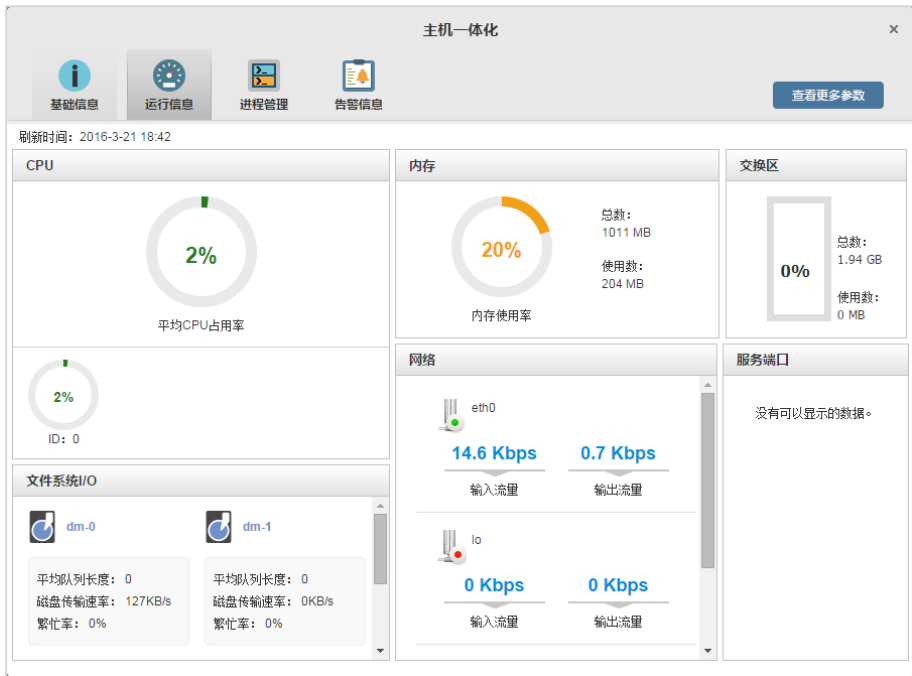 主机一体化
×
基础信息
运行信息
进程管理
告警信息
查看更多参数
刷新时间：2016-3-21 18:42
CPU
2%
平均CPU占用率
2%
ID：0
内存
20%
内存使用率
总数：
1011 MB
使用数：
204 MB
交换区
0%
总数：
1.94 GB
使用数：
0 MB
文件系统I/O
dm-0
平均队列长度：0
磁盘传输速率：127KB/s
繁忙率：0%
dm-1
平均队列长度：0
磁盘传输速率：0KB/s
繁忙率：0%
网络
eth0
14.6 Kbps 0.7 Kbps
输入流量 输出流量
lo
0 Kbps 0 Kbps
输入流量 输出流量
服务端口
没有可以显示的数据。